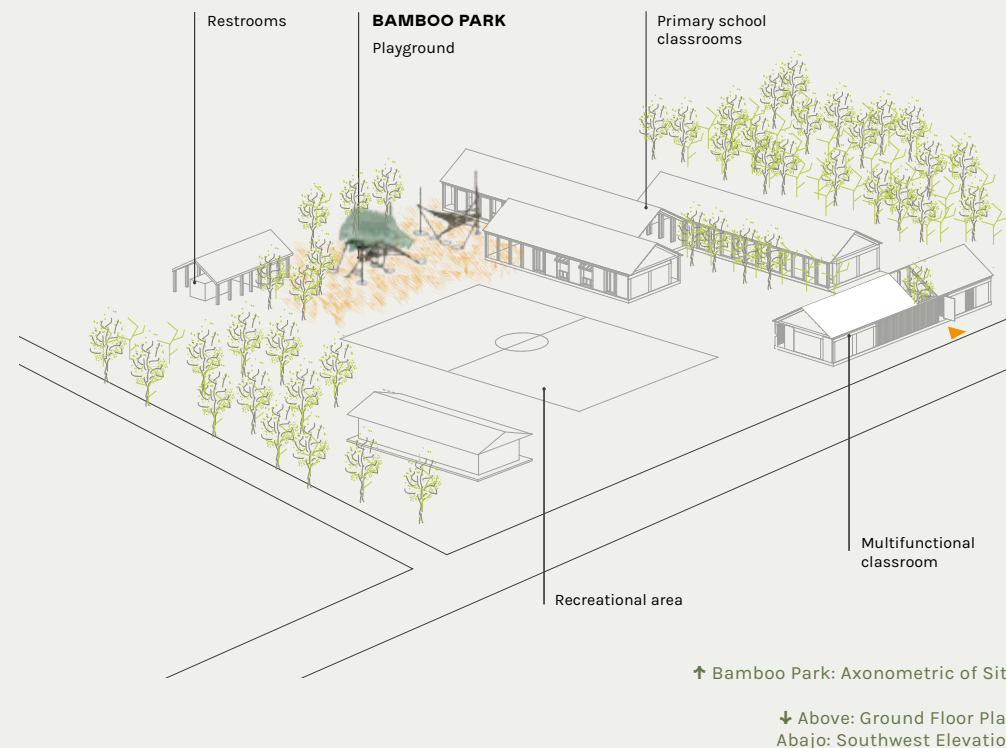 Restrooms
BAMBOO PARK
Playground
Primary school
classrooms
Multifunctional
classroom
Recreational area
↑ Bamboo Park: Axonometric of Sit
↓ Above: Ground Floor Pla
Abajo: Southwest Elevatio